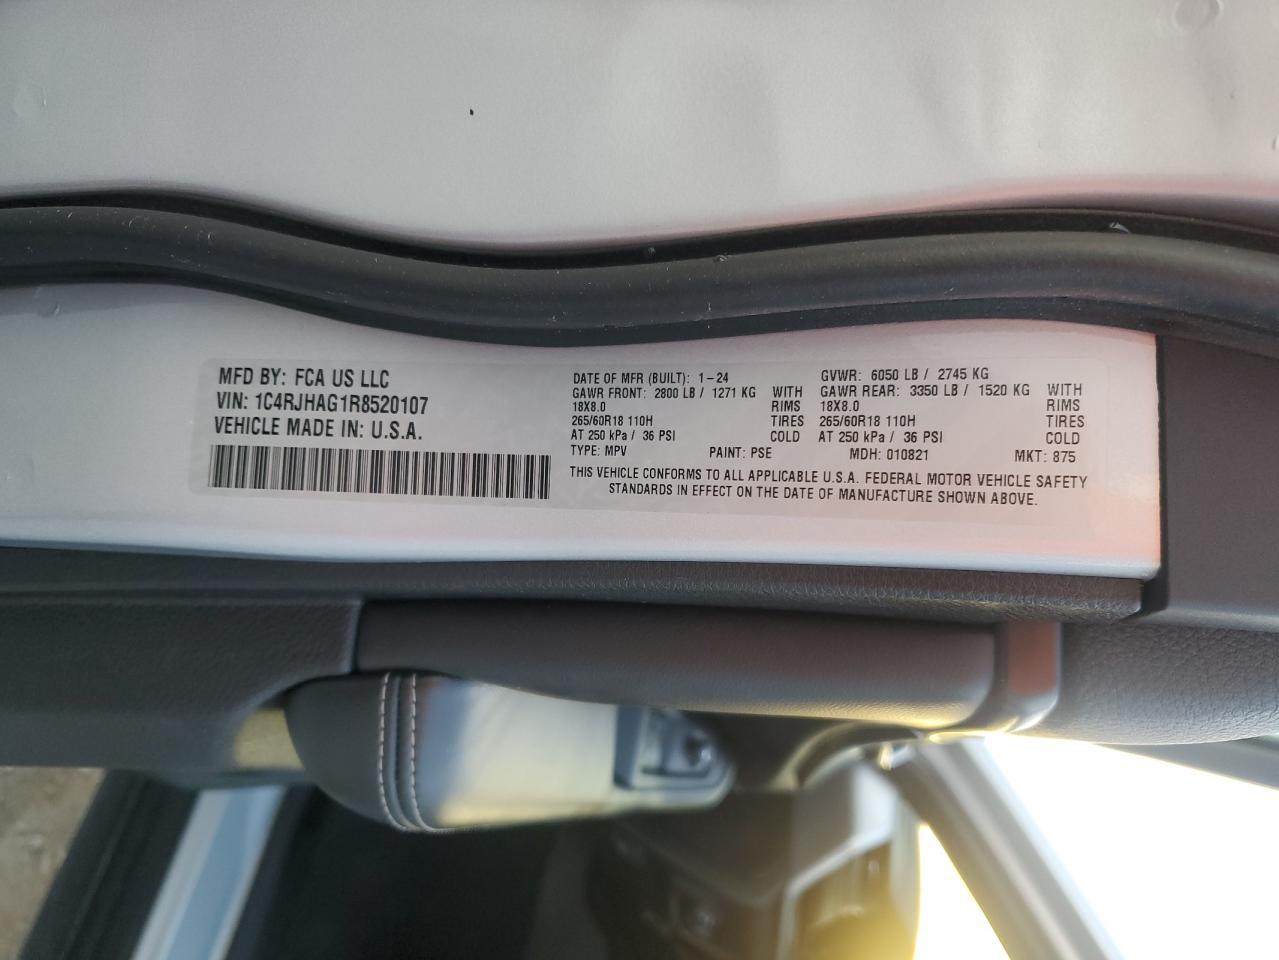 MFD BY: FCA US LLC
VIN: 1C4RJHAG1R8520107
VEHICLE MADE IN: U.S.A.
DATE OF MFR (BUILT): 1-24 GVWR: 6050 LB / 2745 KG
GAWR FRONT: 2800 LB / 1271 KG WITH GAWR REAR: 3350 LB / 1520 KG WITH
18X8.0 RIMS 18X8.0 RIMS
265/60R18 110H TIRES 265/60R18 110H TIRES
AT 250 kPa / 36 PSI COLD AT 250 kPa / 36 PSI COLD
TYPE: MPV PAINT: PSE MDH: 010821 MKT: 875
THIS VEHICLE CONFORMS TO ALL APPLICABLE U.S.A. FEDERAL MOTOR VEHICLE SAFETY
STANDARDS IN EFFECT ON THE DATE OF MANUFACTURE SHOWN ABOVE.